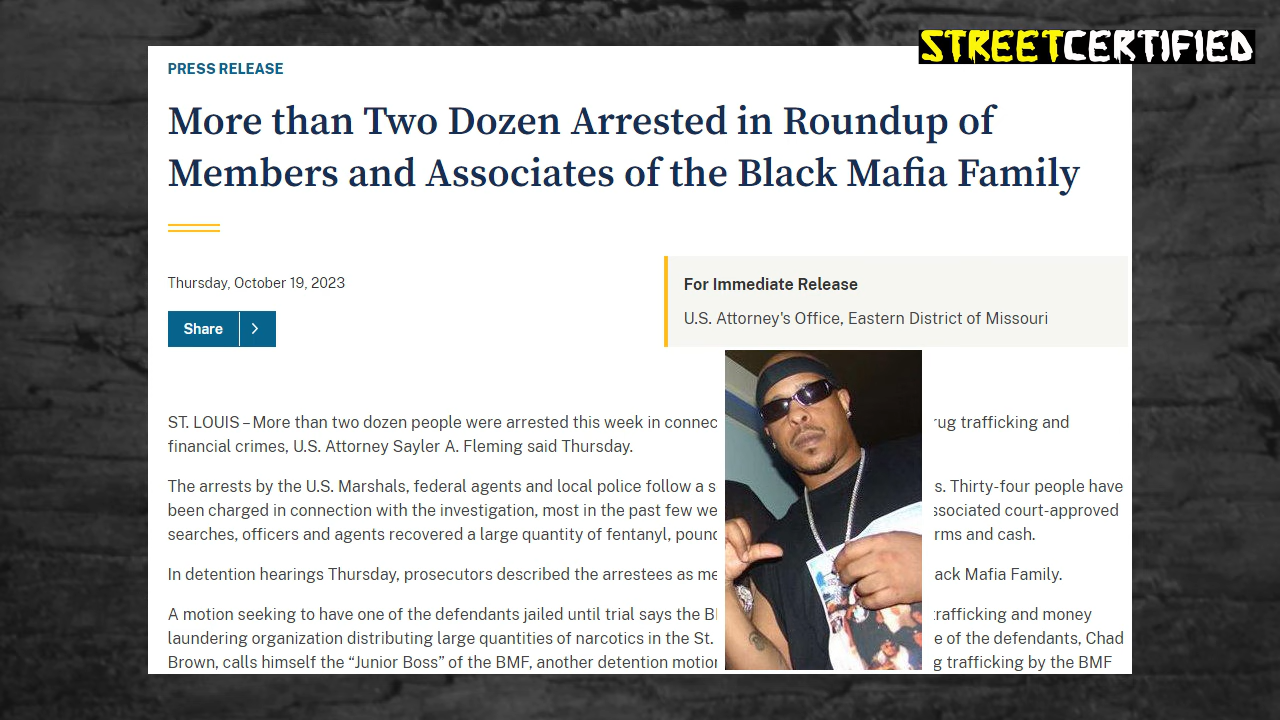 STREETCERTIFIED
PRESS RELEASE
More than Two Dozen Arrested in Roundup of
Members and Associates of the Black Mafia Family
Thursday, October 19, 2023
For Immediate Release
U.S. Attorney's Office, Eastern District of Missouri
Share
ST. LOUIS – More than two dozen people were arrested this week in connec rug trafficking and
financial crimes, U.S. Attorney Sayler A. Fleming said Thursday.
The arrests by the U.S. Marshals, federal agents and local police follow a s s. Thirty-four people have
been charged in connection with the investigation, most in the past few we ssociated court-approved
searches, officers and agents recovered a large quantity of fentanyl, pound rms and cash.
In detention hearings Thursday, prosecutors described the arrestees as me ack Mafia Family.
A motion seeking to have one of the defendants jailed until trial says the trafficking and money
laundering organization distributing large quantities of narcotics in the St. e of the defendants, Chad
Brown, calls himself the “Junior Boss” of the BMF, another detention motion g trafficking by the BMF